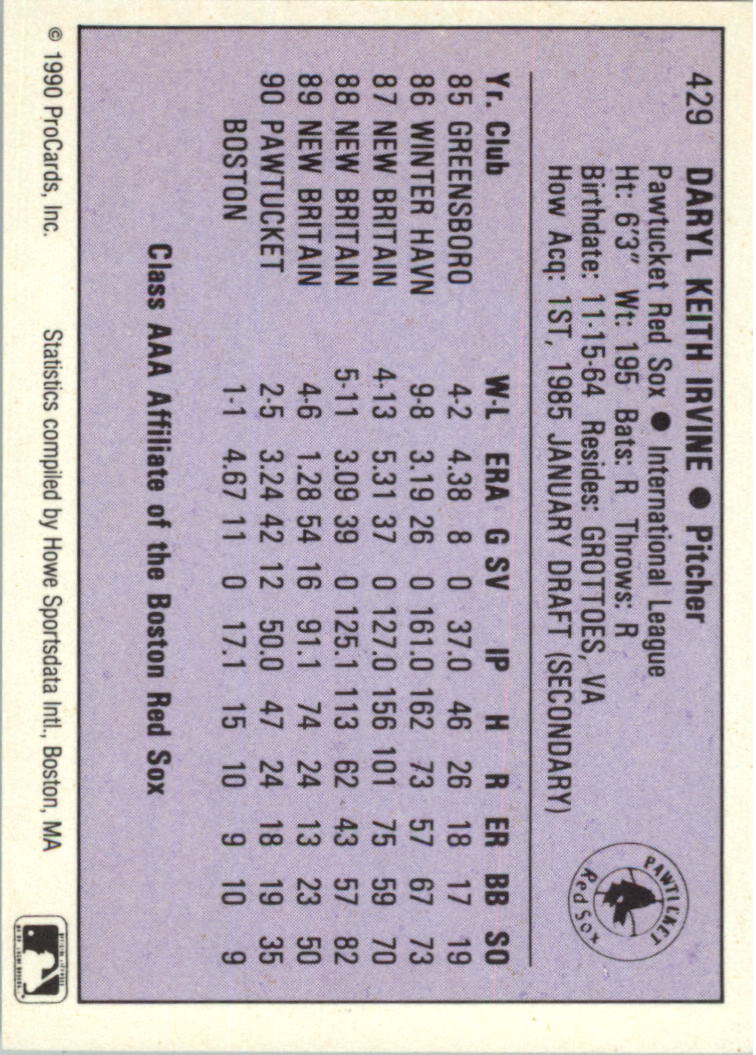 429 DARYL KEITH IRVINE ● Pitcher
Pawtucket Red Sox ● International League
Ht: 6'3" Wt: 195 Bats: R Throws: R
Birthdate: 11-15-64 Resides: GROTTOES, VA
How Acq: 1ST, 1985 JANUARY DRAFT (SECONDARY)
PAWTUCKET
Red Sox
Yr. Club W-L ERA G SV IP H R ER BB SO
85 GREENSBORO 4-2 4.38 8 0 37.0 46 26 18 17 19
86 WINTER HAVN 9-8 3.19 26 0 161.0 162 73 57 67 73
87 NEW BRITAIN 4-13 5.31 37 0 127.0 156 101 75 59 70
88 NEW BRITAIN 5-11 3.09 39 0 125.1 113 62 43 57 82
89 NEW BRITAIN 4-6 1.28 54 16 91.1 74 24 13 23 50
90 PAWTUCKET 2-5 3.24 42 12 50.0 47 24 18 19 35
BOSTON 1-1 4.67 11 0 17.1 15 10 9 10 9
Class AAA Affiliate of the Boston Red Sox
© 1990 ProCards, Inc. Statistics compiled by Howe Sportsdata Intl., Boston, MA